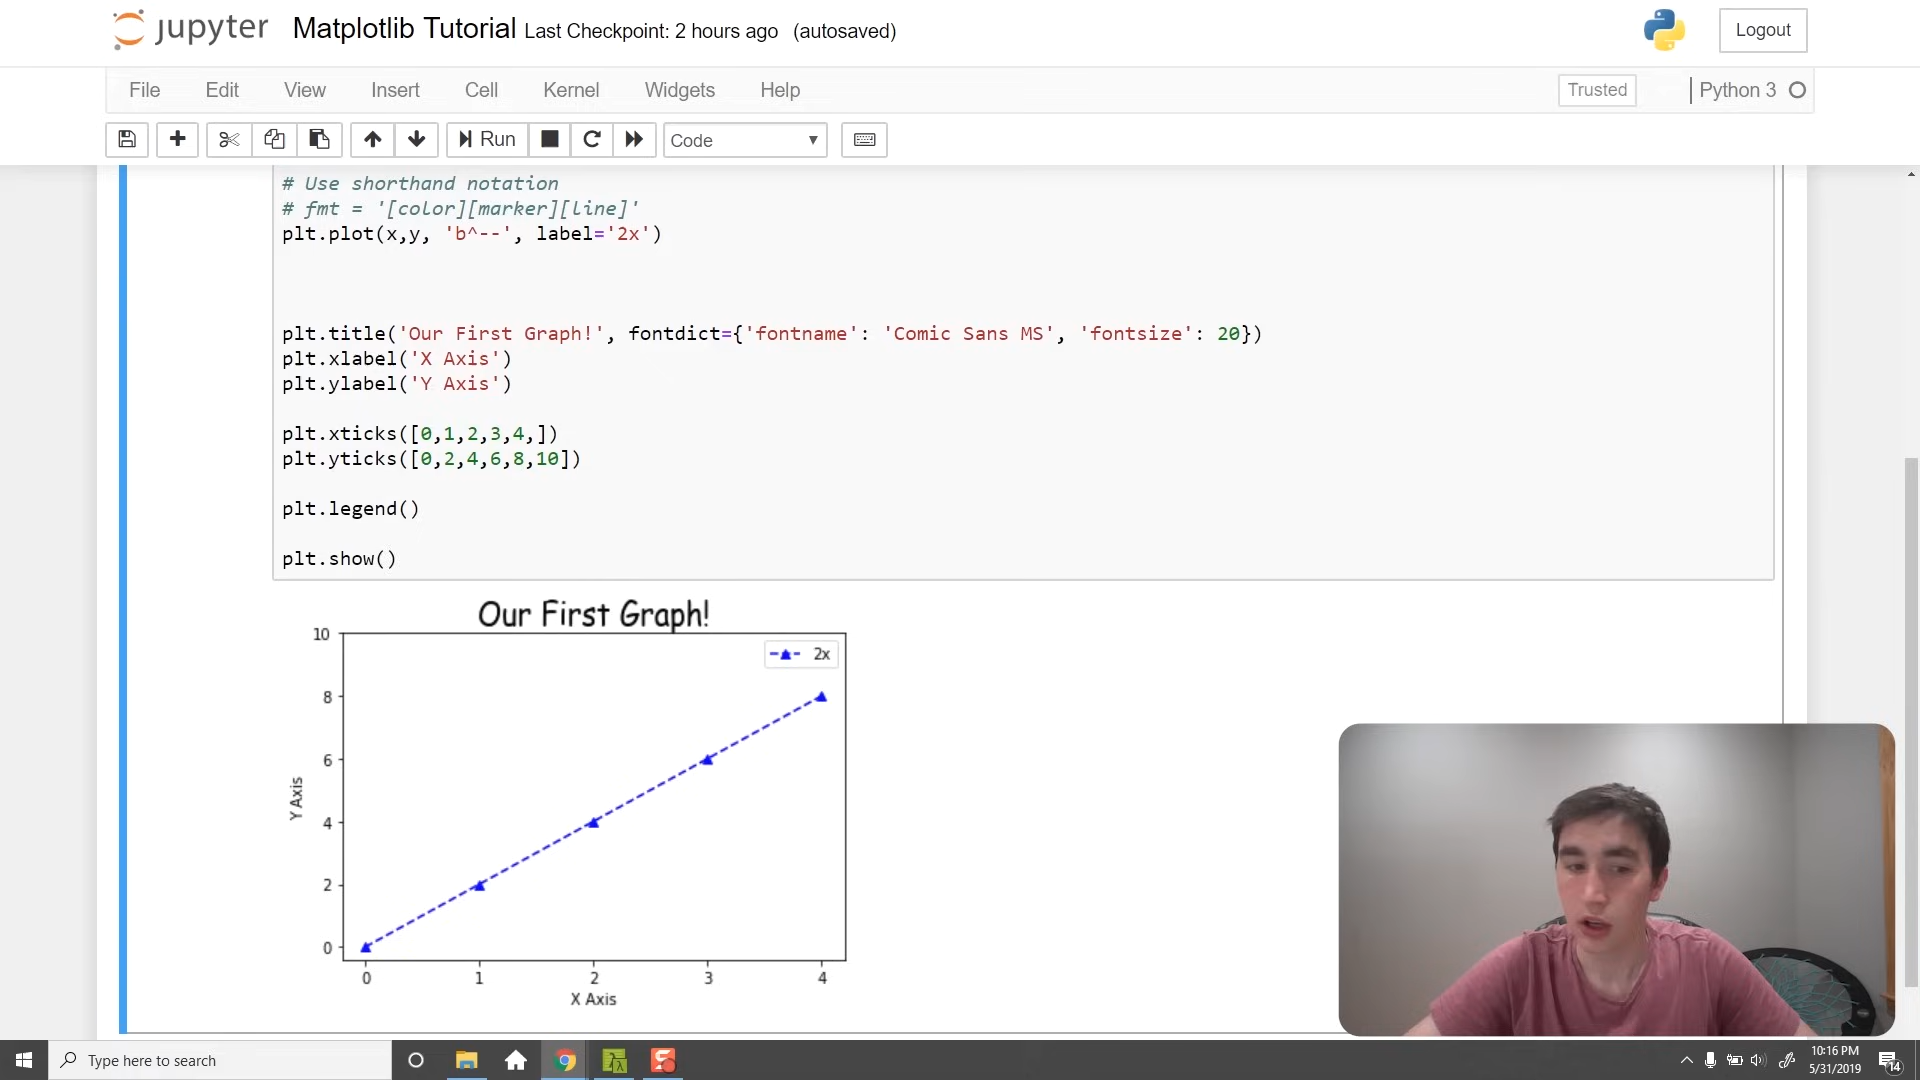 jupyter Matplotlib Tutorial Last Checkpoint: 2 hours ago (autosaved) Logout
File Edit View Insert Cell Kernel Widgets Help Trusted Python 3
Run Code
# Use shorthand notation
# fmt = '[color][marker][line]'
plt.plot(x,y, 'b^--', label='2x')
plt.title('Our First Graph!', fontdict={'fontname': 'Comic Sans MS', 'fontsize': 20})
plt.xlabel('X Axis')
plt.ylabel('Y Axis')
plt.xticks([0,1,2,3,4,])
plt.yticks([0,2,4,6,8,10])
plt.legend()
plt.show()
Our First Graph!
10
2x
8
6
Y Axis
4
2
0
0 1 2 3 4
X Axis
Type here to search
10:16 PM
5/31/2019
14